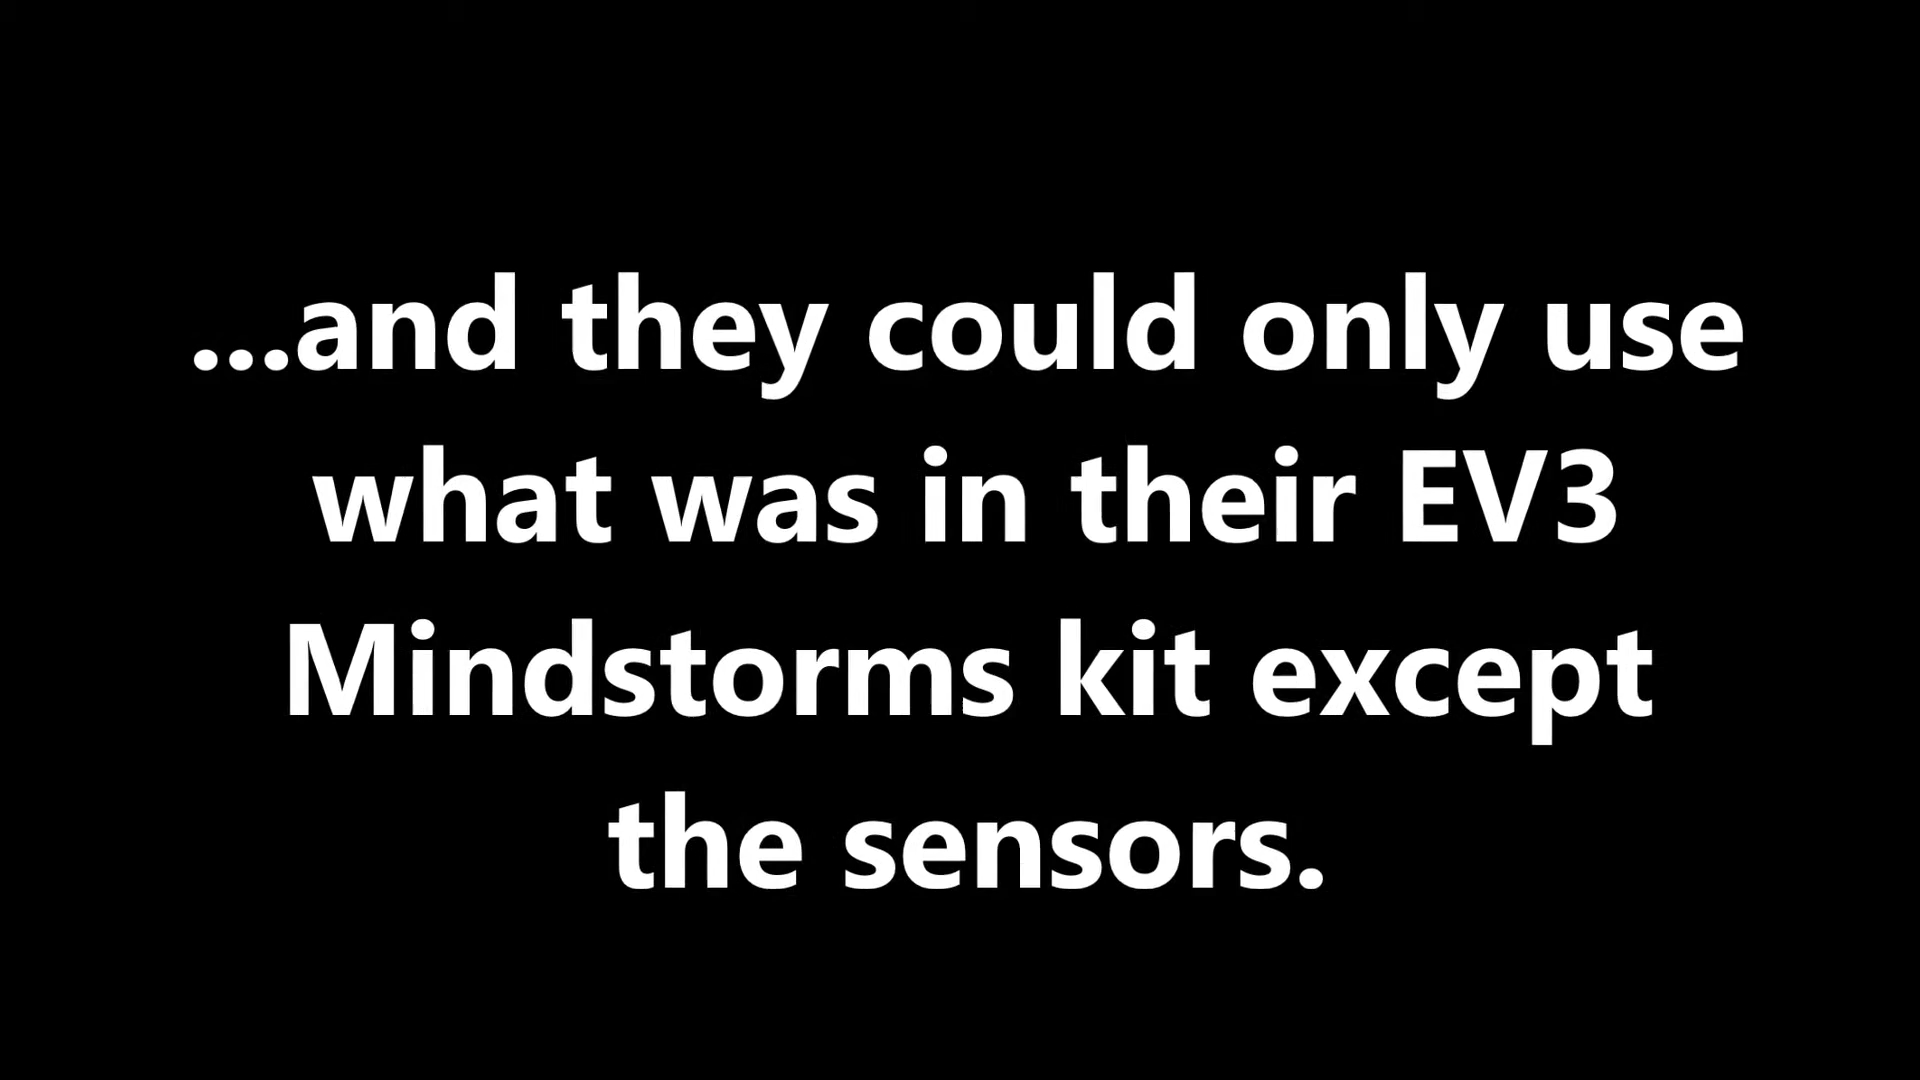 ...and they could only use
what was in their EV3
Mindstorms kit except
the sensors.